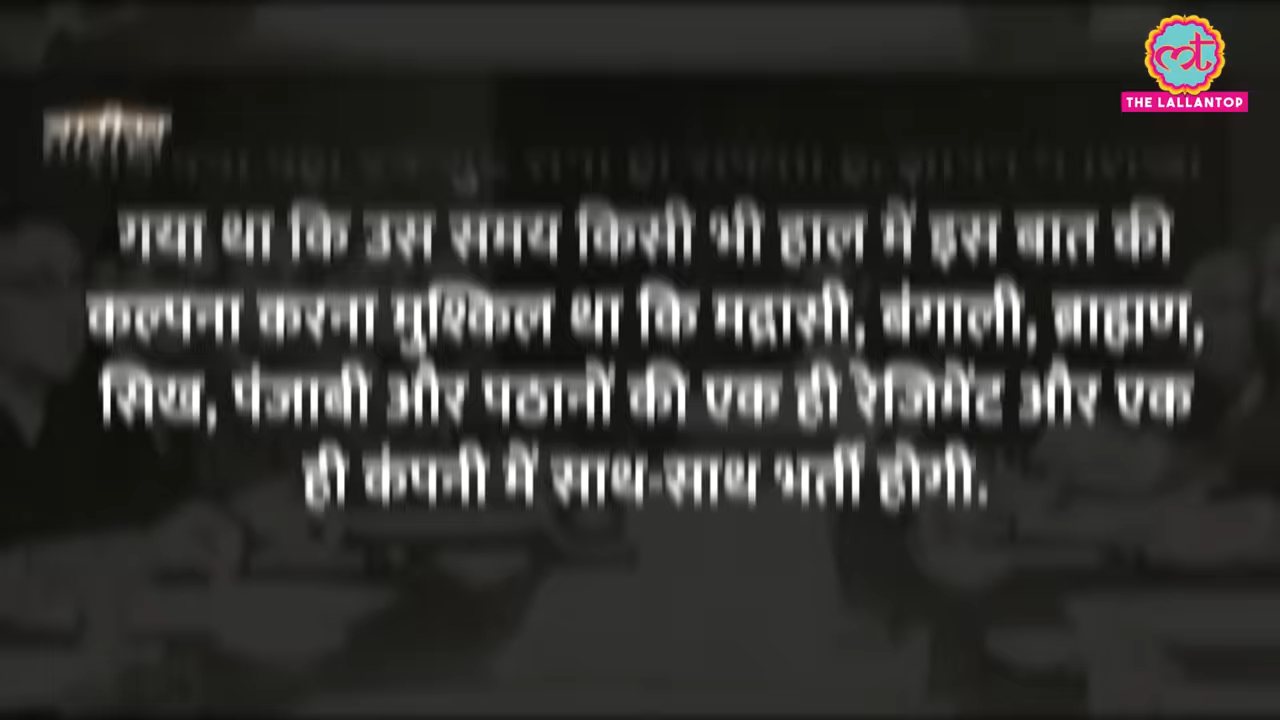 THE LALLANTOP
तारीख
गया था कि उस समय किसी भी हाल में इस बात की
कल्पना करना मुश्किल था कि मद्रासी, बंगाली, ब्राह्मण,
सिख, पंजाबी और पठानों की एक ही रेजिमेंट और एक
ही कंपनी में साथ-साथ भर्ती होगी.